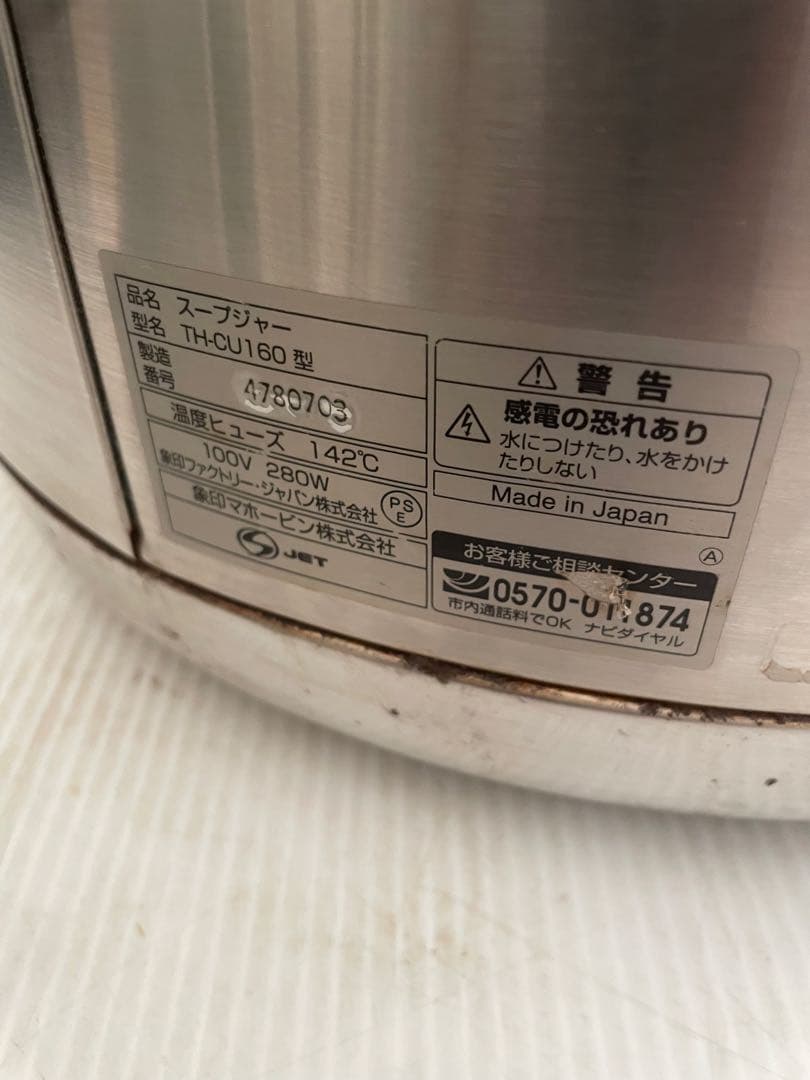 品名 スープジャー
型名 TH-CU160 型
製造番号 4780703
温度ヒューズ 142℃
100V 280W
象印ファクトリー・ジャパン株式会社
PS
E
象印マホービン株式会社
JET
警告
感電の恐れあり
水につけたり、水をかけ
たりしない
Made in Japan
A
お客様ご相談センター
0570-011874
市内通話料でOK ナビダイヤル